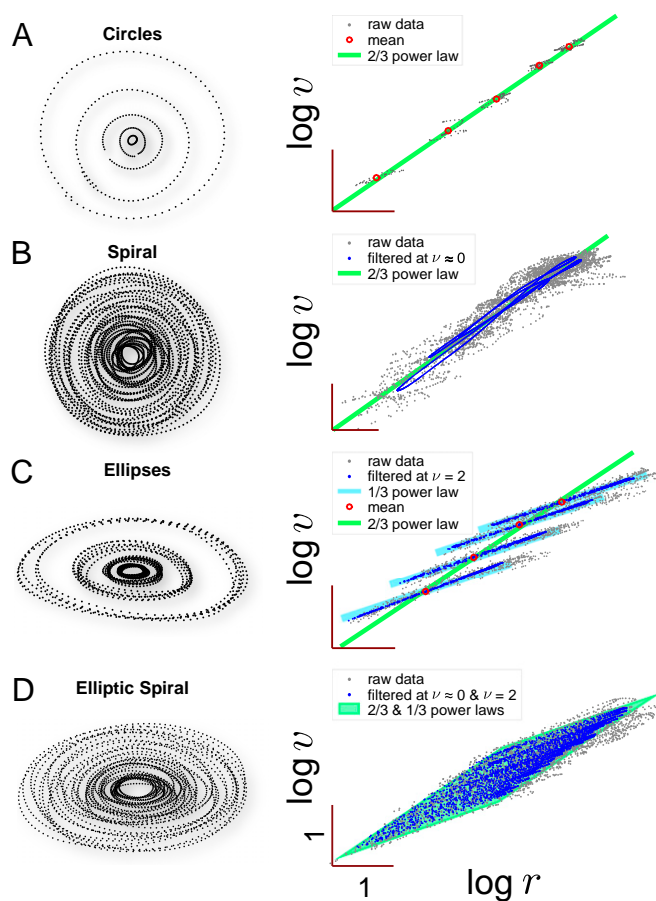 A
Circles
raw data
mean
2/3 power law
log v
B
Spiral
raw data
filtered at ν ≈ 0
2/3 power law
log v
C
Ellipses
raw data
filtered at ν = 2
1/3 power law
mean
2/3 power law
log v
D
Elliptic Spiral
raw data
filtered at ν ≈ 0 & ν = 2
2/3 & 1/3 power laws
log v
1
1
log r